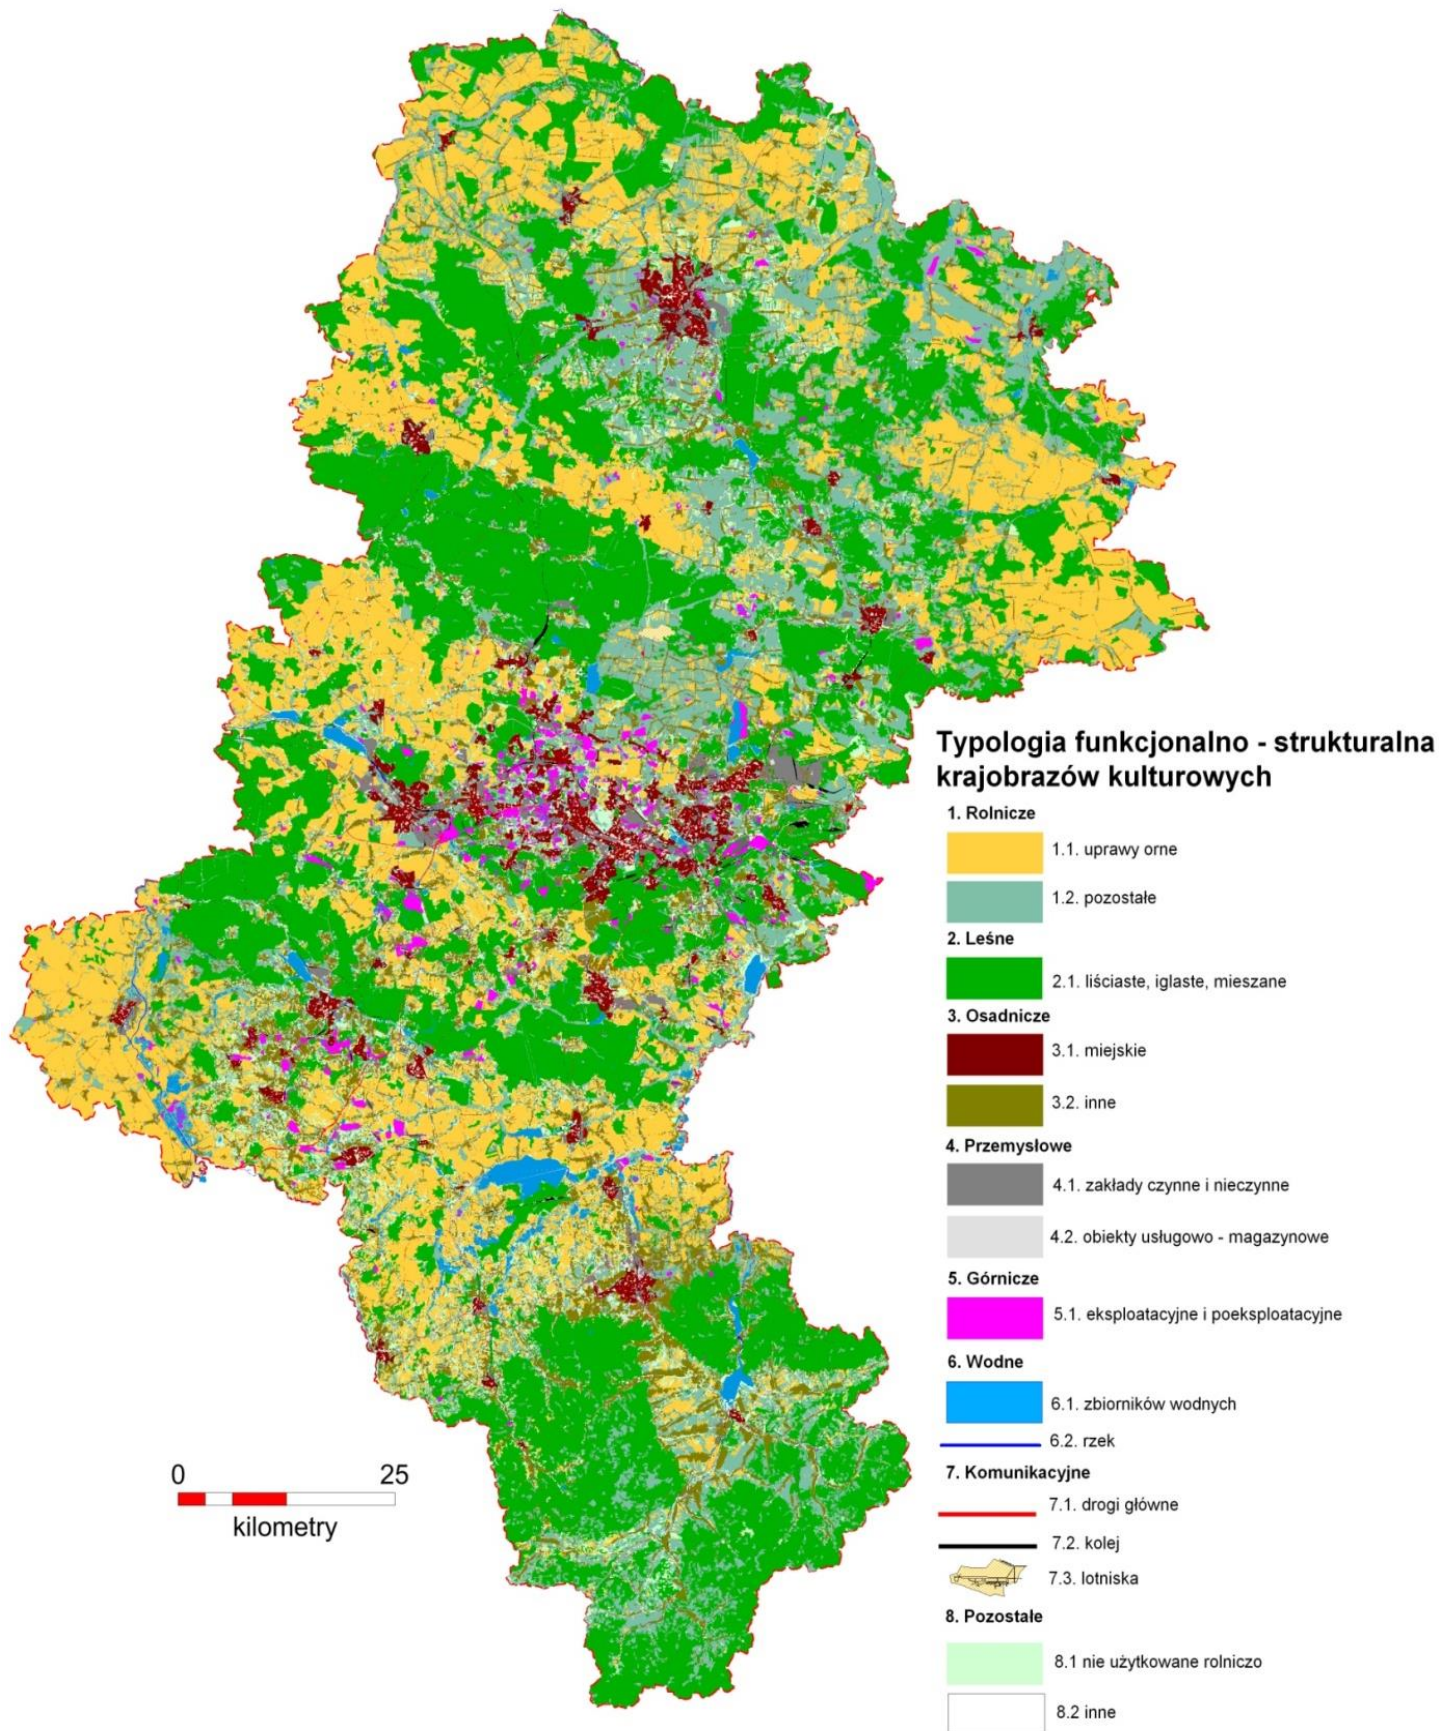 Typologia funkcjonalno - strukturalna
krajobrazów kulturowych
1. Rolnicze
1.1. uprawy orne
1.2. pozostałe
2. Leśne
2.1. liściaste, iglaste, mieszane
3. Osadnicze
3.1. miejskie
3.2. inne
4. Przemysłowe
4.1. zakłady czynne i nieczynne
4.2. obiekty usługowo - magazynowe
5. Górnicze
5.1. eksploatacyjne i poeksploatacyjne
6. Wodne
6.1. zbiorników wodnych
6.2. rzek
7. Komunikacyjne
7.1. drogi główne
7.2. kolej
7.3. lotniska
8. Pozostałe
8.1 nie użytkowane rolniczo
8.2 inne
0 25
kilometry